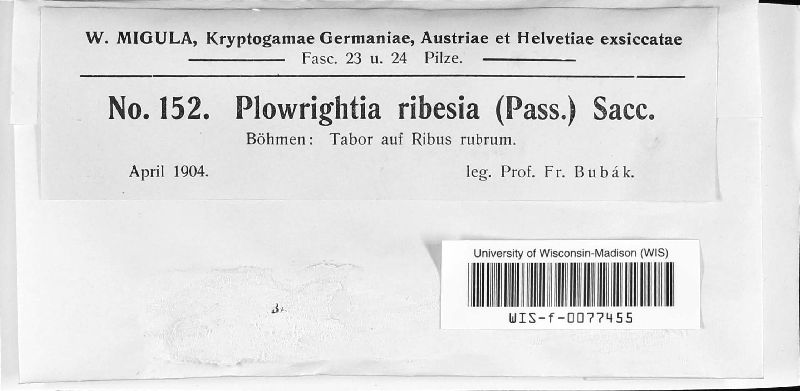 W. MIGULA, Kryptogamae Germaniae, Austriae et Helvetiae exsiccatae
Fasc. 23 u. 24 Pilze.
No. 152. Plowrightia ribesia (Pass.) Sacc.
Böhmen: Tabor auf Ribus rubrum.
April 1904. leg. Prof. Fr. Bubák.
University of Wisconsin-Madison (WIS)
WIS-f-0077455